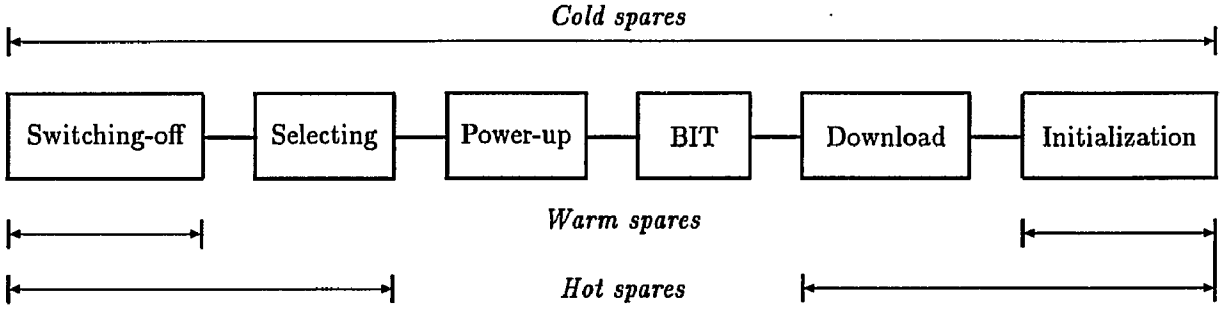 Cold spares
Switching-off Selecting Power-up BIT Download Initialization
Warm spares
Hot spares